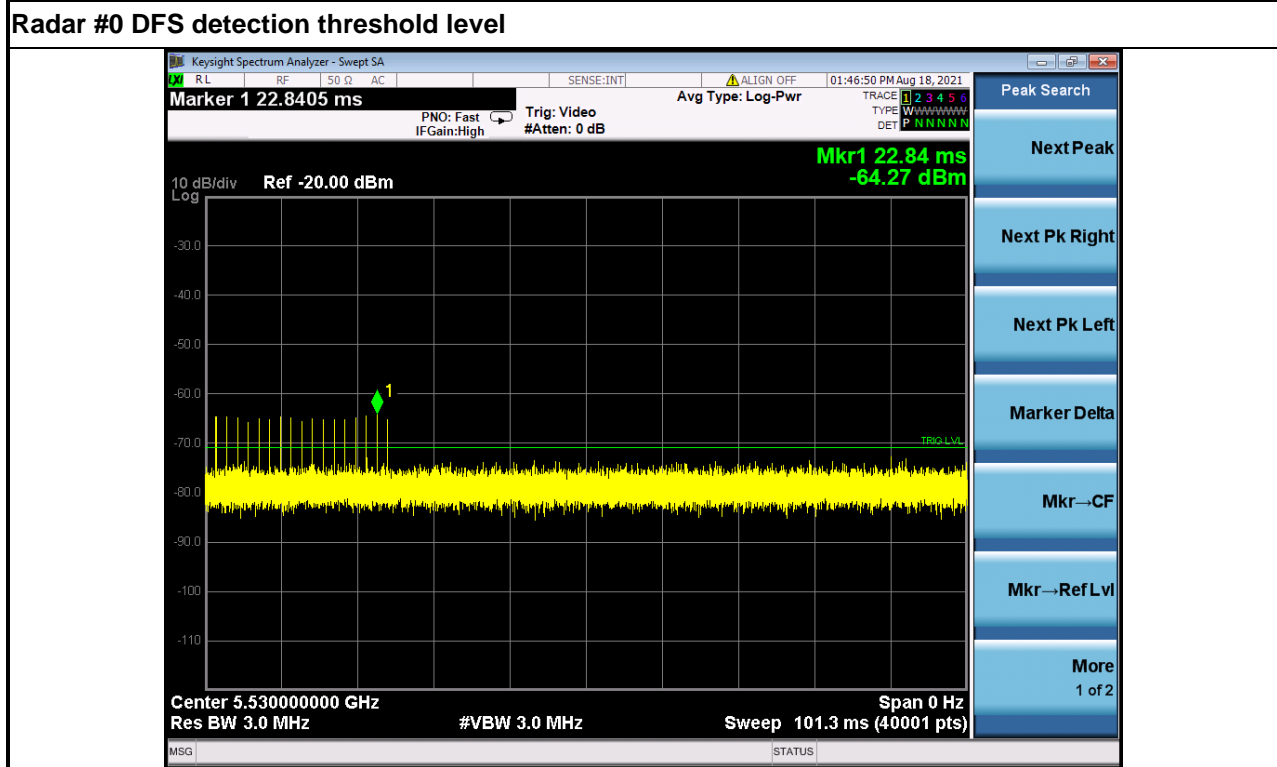 Radar #0 DFS detection threshold level
Keysight Spectrum Analyzer - Swept SA
LXI RL RF 50 Ω AC SENSE:INT ALIGN OFF 01:46:50 PM Aug 18, 2021
Marker 1 22.8405 ms
PNO: Fast
IFGain:High
Trig: Video
#Atten: 0 dB
Avg Type: Log-Pwr
TRACE 1 2 3 4 5 6
TYPE WWWWWWW
DET P N N N N N
Mkr1 22.84 ms
-64.27 dBm
10 dB/div Ref -20.00 dBm
Log
-30.0
-40.0
-50.0
-60.0
1
-70.0
TRIG LVL
-80.0
-90.0
-100
-110
Center 5.530000000 GHz Span 0 Hz
Res BW 3.0 MHz #VBW 3.0 MHz Sweep 101.3 ms (40001 pts)
MSG STATUS
Peak Search
Next Peak
Next Pk Right
Next Pk Left
Marker Delta
Mkr→CF
Mkr→Ref Lvl
More
1 of 2